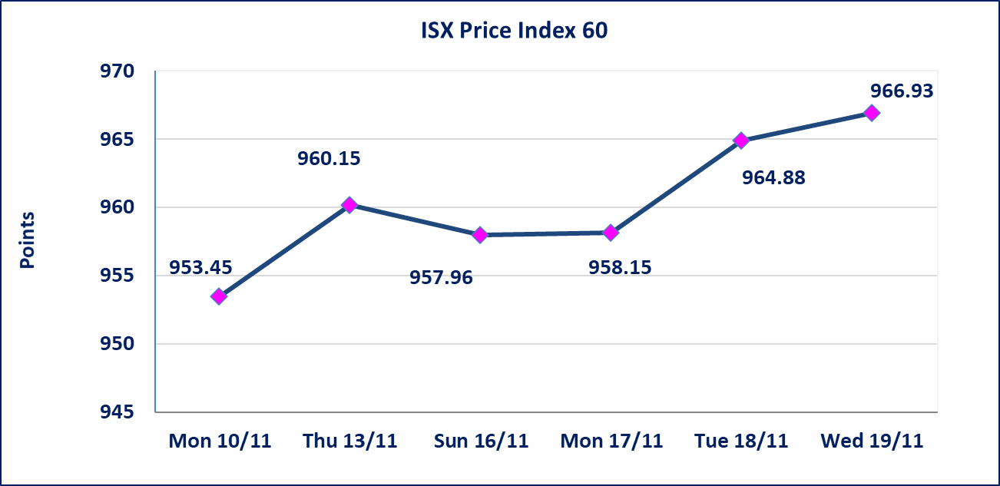 ISX Price Index 60
970
965
960
955
950
945
Points
953.45
960.15
957.96
958.15
964.88
966.93
Mon 10/11
Thu 13/11
Sun 16/11
Mon 17/11
Tue 18/11
Wed 19/11